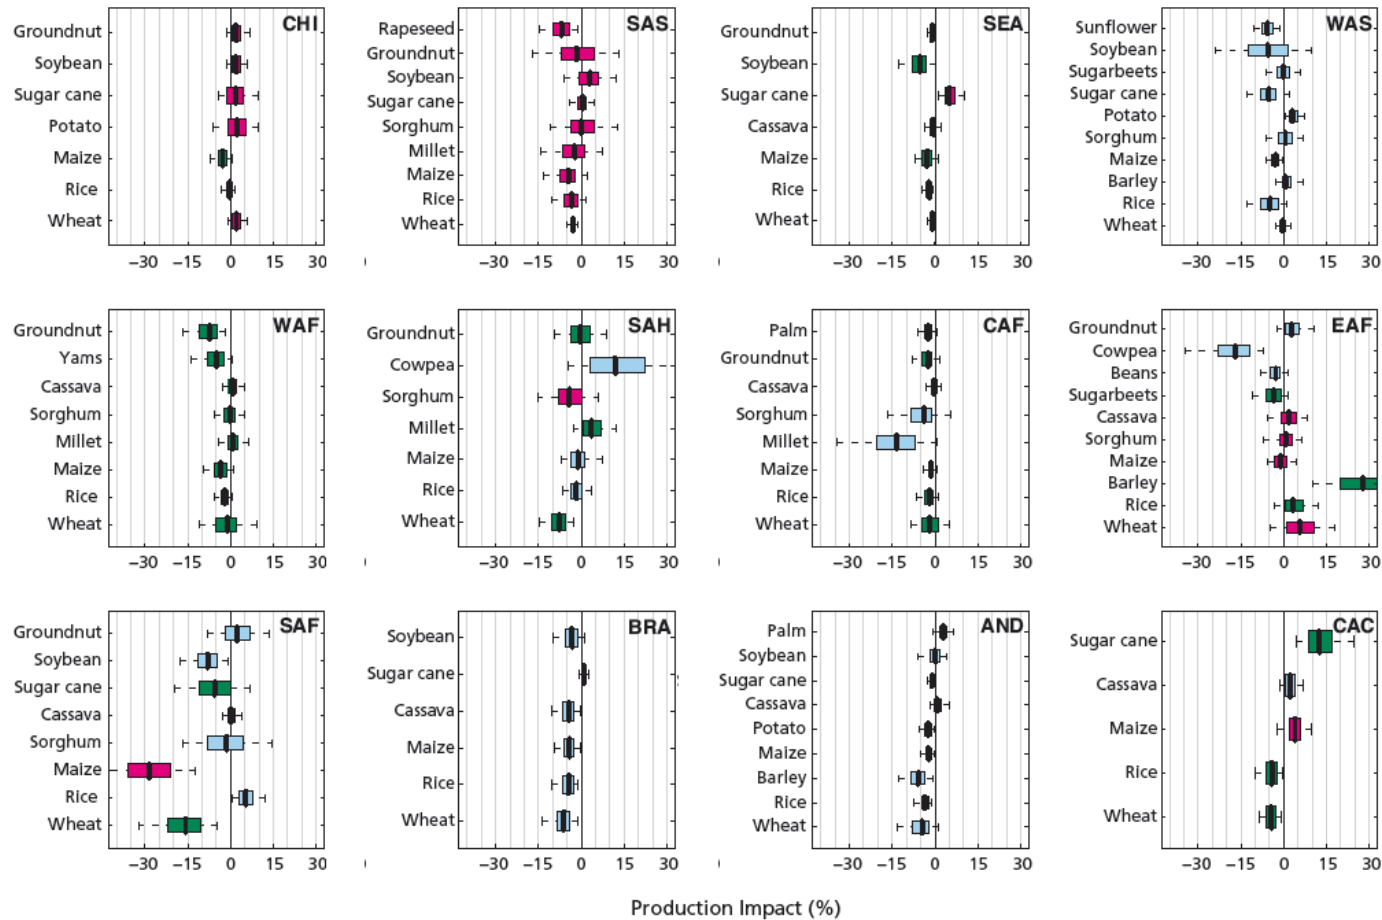 CHI
Groundnut
Soybean
Sugar cane
Potato
Maize
Rice
Wheat
−30 −15 0 15 30
SAS
Rapeseed
Groundnut
Soybean
Sugar cane
Sorghum
Millet
Maize
Rice
Wheat
−30 −15 0 15 30
SEA
Groundnut
Soybean
Sugar cane
Cassava
Maize
Rice
Wheat
−30 −15 0 15 30
WAS
Sunflower
Soybean
Sugarbeets
Sugar cane
Potato
Sorghum
Maize
Barley
Rice
Wheat
−30 −15 0 15 30
WAF
Groundnut
Yams
Cassava
Sorghum
Millet
Maize
Rice
Wheat
−30 −15 0 15 30
SAH
Groundnut
Cowpea
Sorghum
Millet
Maize
Rice
Wheat
−30 −15 0 15 30
CAF
Palm
Groundnut
Cassava
Sorghum
Millet
Maize
Rice
Wheat
−30 −15 0 15 30
EAF
Groundnut
Cowpea
Beans
Sugarbeets
Cassava
Sorghum
Maize
Barley
Rice
Wheat
−30 −15 0 15 30
SAF
Groundnut
Soybean
Sugar cane
Cassava
Sorghum
Maize
Rice
Wheat
−30 −15 0 15 30
BRA
Soybean
Sugar cane
Cassava
Maize
Rice
Wheat
−30 −15 0 15 30
AND
Palm
Soybean
Sugar cane
Cassava
Potato
Maize
Barley
Rice
Wheat
−30 −15 0 15 30
CAC
Sugar cane
Cassava
Maize
Rice
Wheat
−30 −15 0 15 30
Production Impact (%)